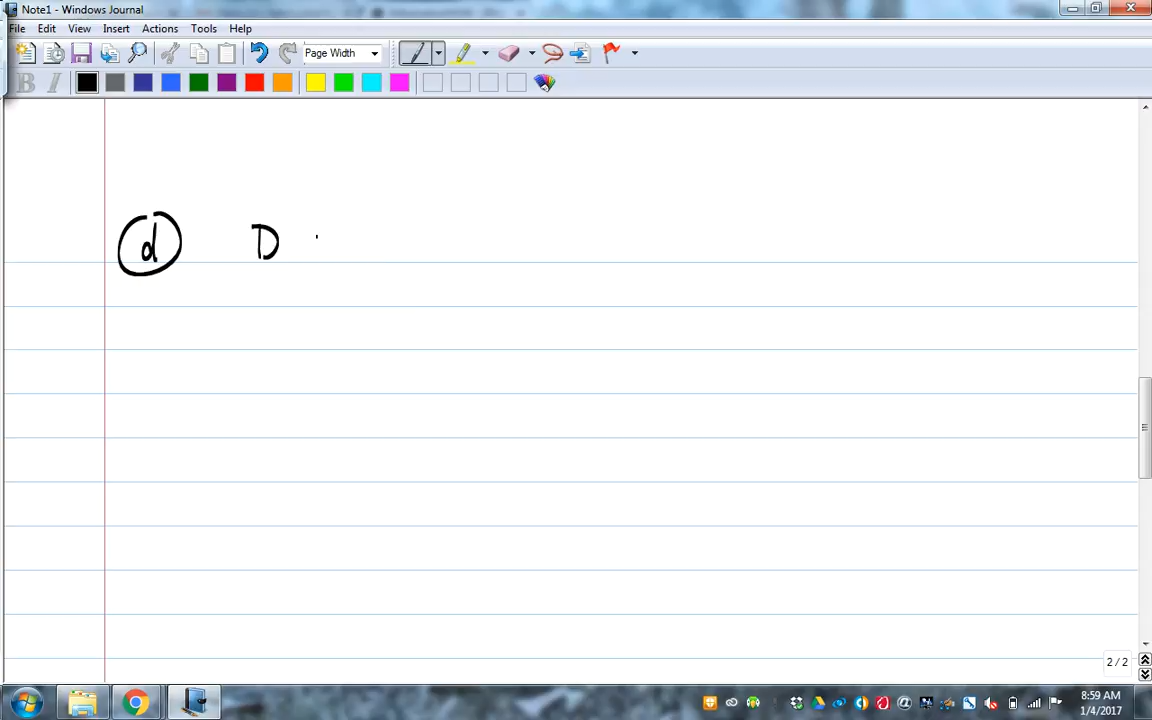 Note1 - Windows Journal
File Edit View Insert Actions Tools Help
Page Width
B I
d D
2 / 2
8:59 AM
1/4/2017